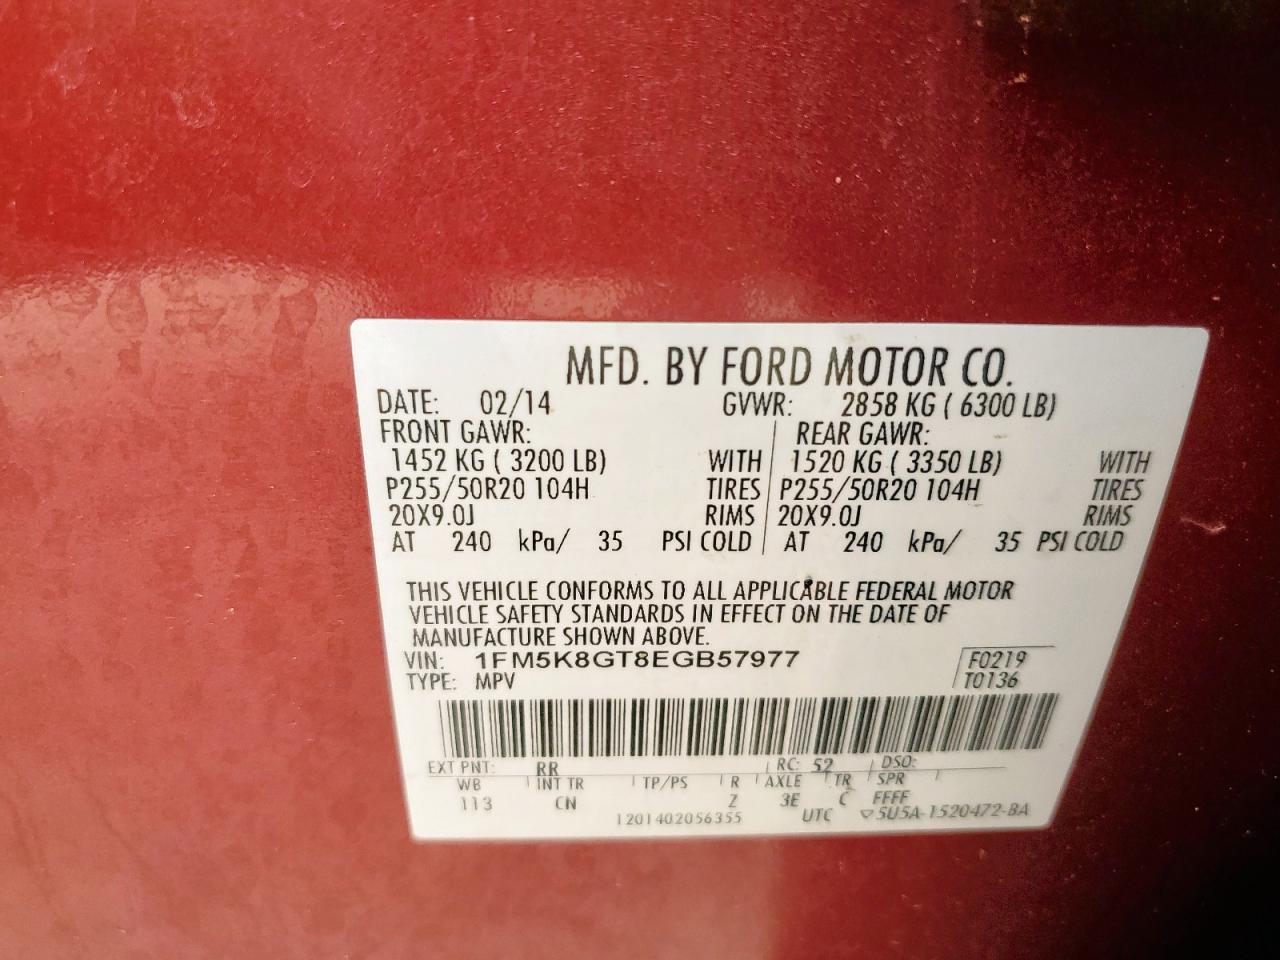 MFD. BY FORD MOTOR CO.
DATE: 02/14 GVWR: 2858 KG ( 6300 LB)
FRONT GAWR: REAR GAWR:
1452 KG ( 3200 LB) WITH 1520 KG ( 3350 LB) WITH
P255/50R20 104H TIRES P255/50R20 104H TIRES
20X9.0J RIMS 20X9.0J RIMS
AT 240 kPa/ 35 PSI COLD AT 240 kPa/ 35 PSI COLD
THIS VEHICLE CONFORMS TO ALL APPLICABLE FEDERAL MOTOR
VEHICLE SAFETY STANDARDS IN EFFECT ON THE DATE OF
MANUFACTURE SHOWN ABOVE.
VIN: 1FM5K8GT8EGB57977 F0219
TYPE: MPV T0136
EXT PNT: RR RC: 52 DSO:
WB INT TR TP/PS R AXLE TR SPR
113 CN Z 3E C FFFF
1201402056355 UTC ▽5U5A-1520472-BA